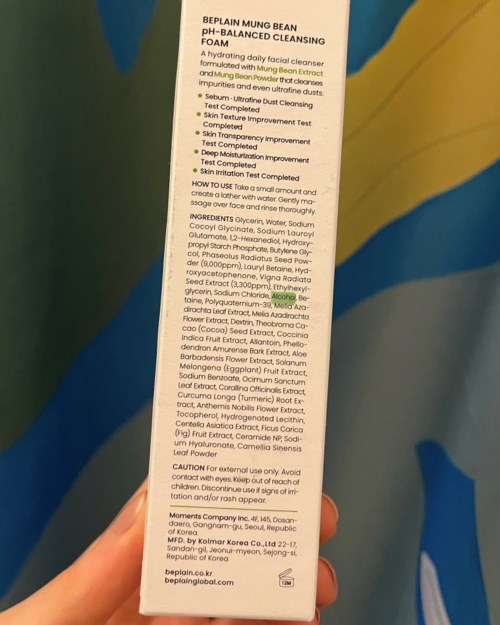 BEPLAIN MUNG BEAN
pH-BALANCED CLEANSING
FOAM
A hydrating daily facial cleanser
formulated with Mung Bean Extract
and Mung Bean Powder that cleanses
impurities and even ultrafine dusts.
• Sebum · Ultrafine Dust Cleansing
Test Completed
• Skin Texture Improvement Test
Completed
• Skin Transparency Improvement
Test Completed
• Deep Moisturization Improvement
Test Completed
• Skin Irritation Test Completed
HOW TO USE Take a small amount and
create a lather with water. Gently ma-
ssage over face and rinse thoroughly.
INGREDIENTS Glycerin, Water, Sodium
Cocoyl Glycinate, Sodium Lauroyl
Glutamate, 1,2-Hexanediol, Hydroxy-
propyl Starch Phosphate, Butylene Gly-
col, Phaseolus Radiatus Seed Pow-
der (9,000ppm), Lauryl Betaine, Hyd-
roxyacetophenone, Vigna Radiata
Seed Extract (3,300ppm), Ethylhexyl-
glycerin, Sodium Chloride, Alcohol, Be-
taine, Polyquaternium-39, Melia Aza-
dirachta Leaf Extract, Melia Azadirachta
Flower Extract, Dextrin, Theobroma Ca-
cao (Cocoa) Seed Extract, Coccinia
Indica Fruit Extract, Allantoin, Phello-
dendron Amurense Bark Extract, Aloe
Barbadensis Flower Extract, Solanum
Melongena (Eggplant) Fruit Extract,
Sodium Benzoate, Ocimum Sanctum
Leaf Extract, Corallina Officinalis Extract,
Curcuma Longa (Turmeric) Root Ex-
tract, Anthemis Nobilis Flower Extract,
Tocopherol, Hydrogenated Lecithin,
Centella Asiatica Extract, Ficus Carica
(Fig) Fruit Extract, Ceramide NP, Sodi-
um Hyaluronate, Camellia Sinensis
Leaf Powder
CAUTION For external use only. Avoid
contact with eyes. Keep out of reach of
children. Discontinue use if signs of irri-
tation and/or rash appear.
Moments Company Inc. 4F, 145, Dosan-
daero, Gangnam-gu, Seoul, Republic
of Korea
MFD. by Kolmar Korea Co.,Ltd 22-17,
Sandan-gil, Jeonui-myeon, Sejong-si,
Republic of Korea
beplain.co.kr
beplainglobal.com
12M